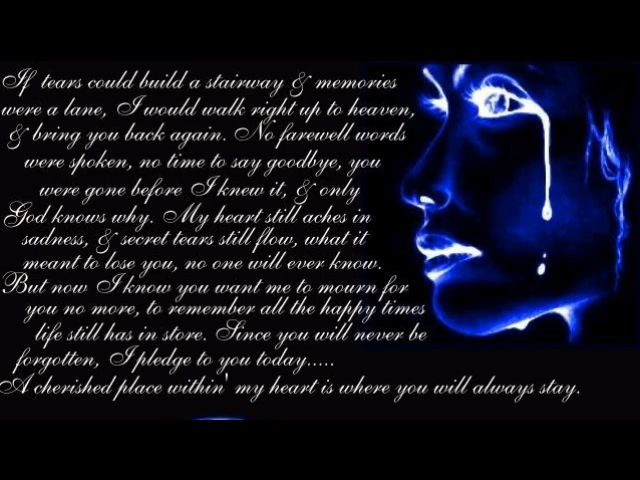 If tears could build a stairway & memories
were a lane, I would walk right up to heaven,
& bring you back again. No farewell words
were spoken, no time to say goodbye, you
were gone before I knew it, & only
God knows why. My heart still aches in
sadness, & secret tears still flow, what it
meant to lose you, no one will ever know.
But now I know you want me to mourn for
you no more, to remember all the happy times
life still has in store. Since you will never be
forgotten, I pledge to you today.....
A cherished place within' my heart is where you will always stay.